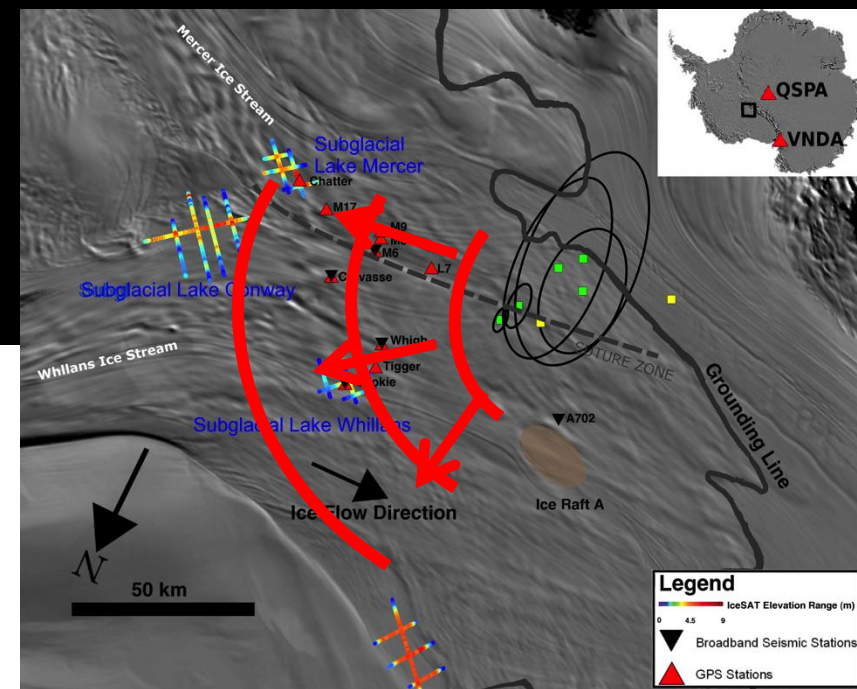 Mercer Ice Stream
QSPA
VNDA
Subglacial
Lake Mercer
Chatter
M17
M9
M6
L7
Subglacial Lake Conway
SUTURE ZONE
Whllans Ice Stream
Whigh
Tigger
Grounding Line
Subglacial Lake Whillans
A702
Ice Flow Direction
Ice Raft A
N
50 km
Legend
IceSAT Elevation Range (m)
0 4.5 9
Broadband Seismic Stations
GPS Stations